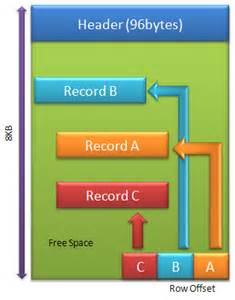 Header (96bytes)
8KB
Record B
Record A
Record C
Free Space
C B A
Row Offset